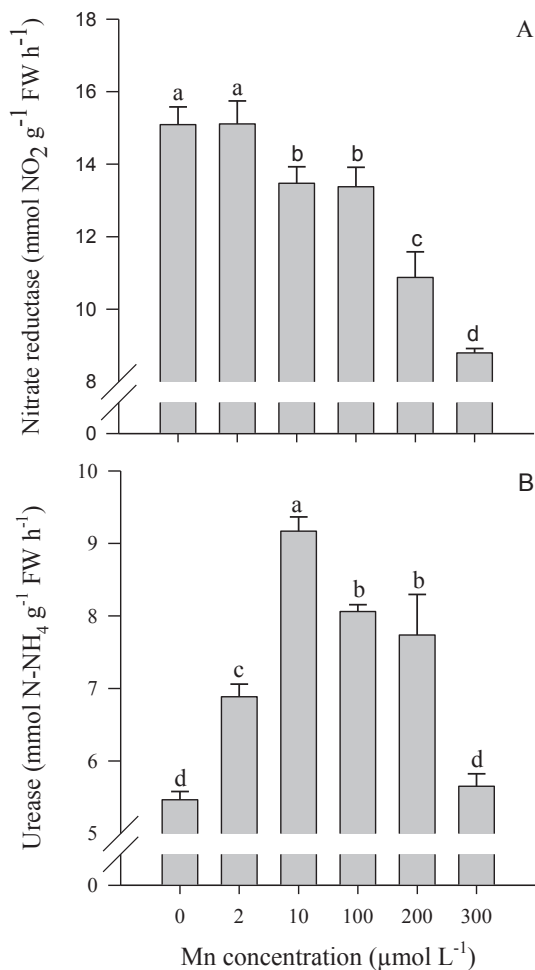 A
Nitrate reductase (mmol NO₂ g⁻¹ FW h⁻¹)
18
16
14
12
10
8
0
a
a
b
b
c
d
B
Urease (mmol N-NH₄ g⁻¹ FW h⁻¹)
10
9
8
7
6
5
0
d
c
a
b
b
d
0 2 10 100 200 300
Mn concentration (μmol L⁻¹)